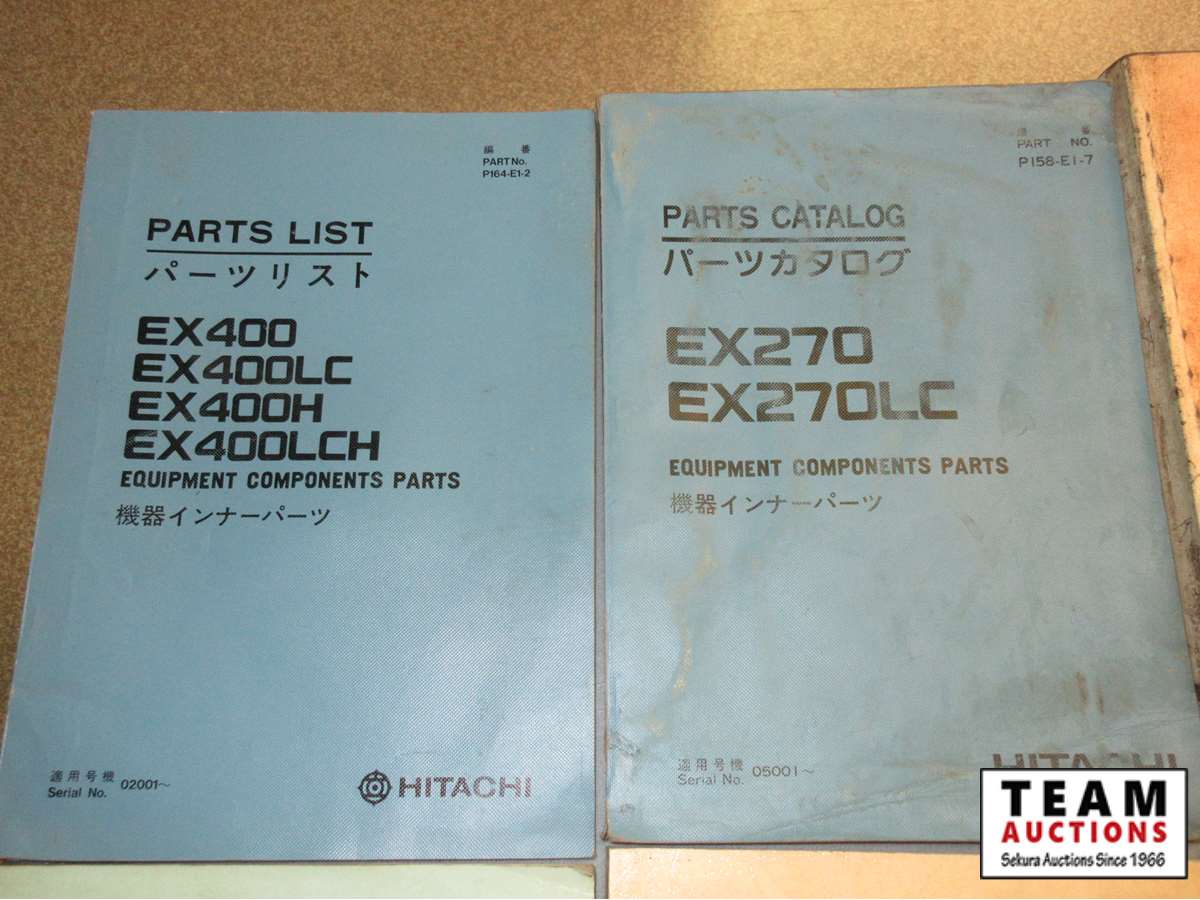 編 番
PART No.
P164-E1-2
PARTS LIST
パーツリスト
EX400
EX400LC
EX400H
EX400LCH
EQUIPMENT COMPONENTS PARTS
機器インナーパーツ
適用号機
Serial No. 02001~
HITACHI
番
PART NO.
P158-E1-7
PARTS CATALOG
パーツカタログ
EX270
EX270LC
EQUIPMENT COMPONENTS PARTS
機器インナーパーツ
適用号機
Serial No. 05001~
HITACHI
TEAM
AUCTIONS
Sekura Auctions Since 1966